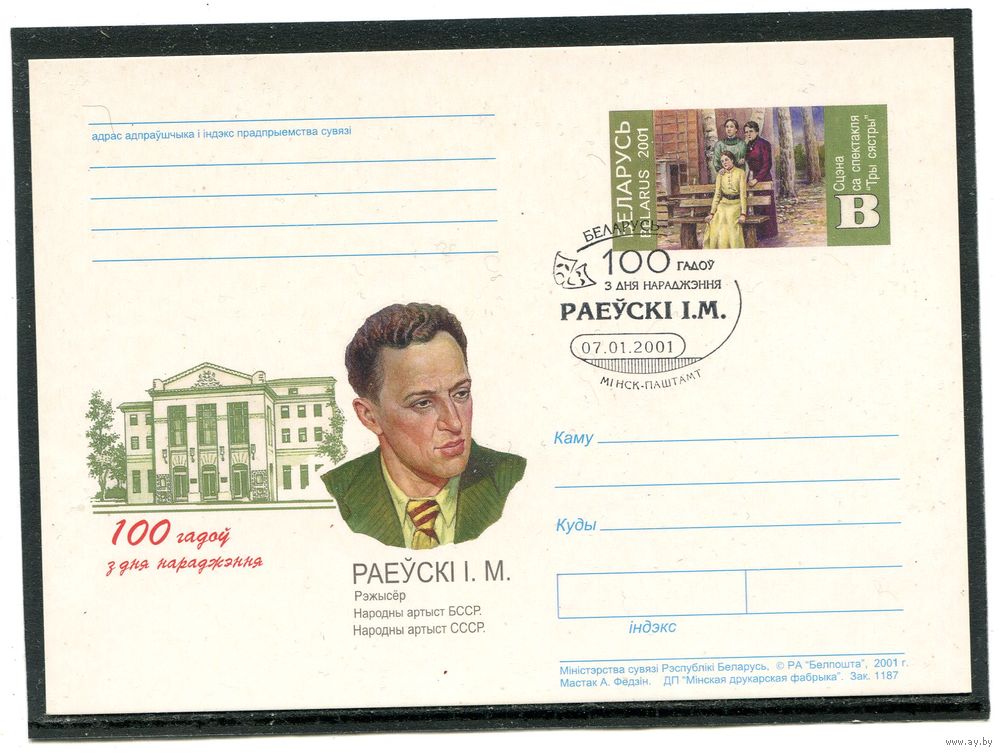 адрас адпраўшчыка і індэкс прадпрыемства сувязі
БЕЛАРУСЬ
BELARUS 2001
Сцэна
са спектакля
"Тры сястры"
В
БЕЛАРУСЬ
100 ГАДОЎ
З ДНЯ НАРАДЖЭННЯ
РАЕЎСКІ І.М.
07.01.2001
МІНСК-ПАШТАМТ
100 гадоў
з дня нараджэння
РАЕЎСКІ І. М.
Рэжысёр
Народны артыст БССР.
Народны артыст СССР.
Каму
Куды
індэкс
Міністэрства сувязі Рэспублікі Беларусь, © РА "Белпошта", 2001 г.
Мастак А. Фёдзін. ДП "Мінская друкарская фабрыка". Зак. 1187
www.ay.by